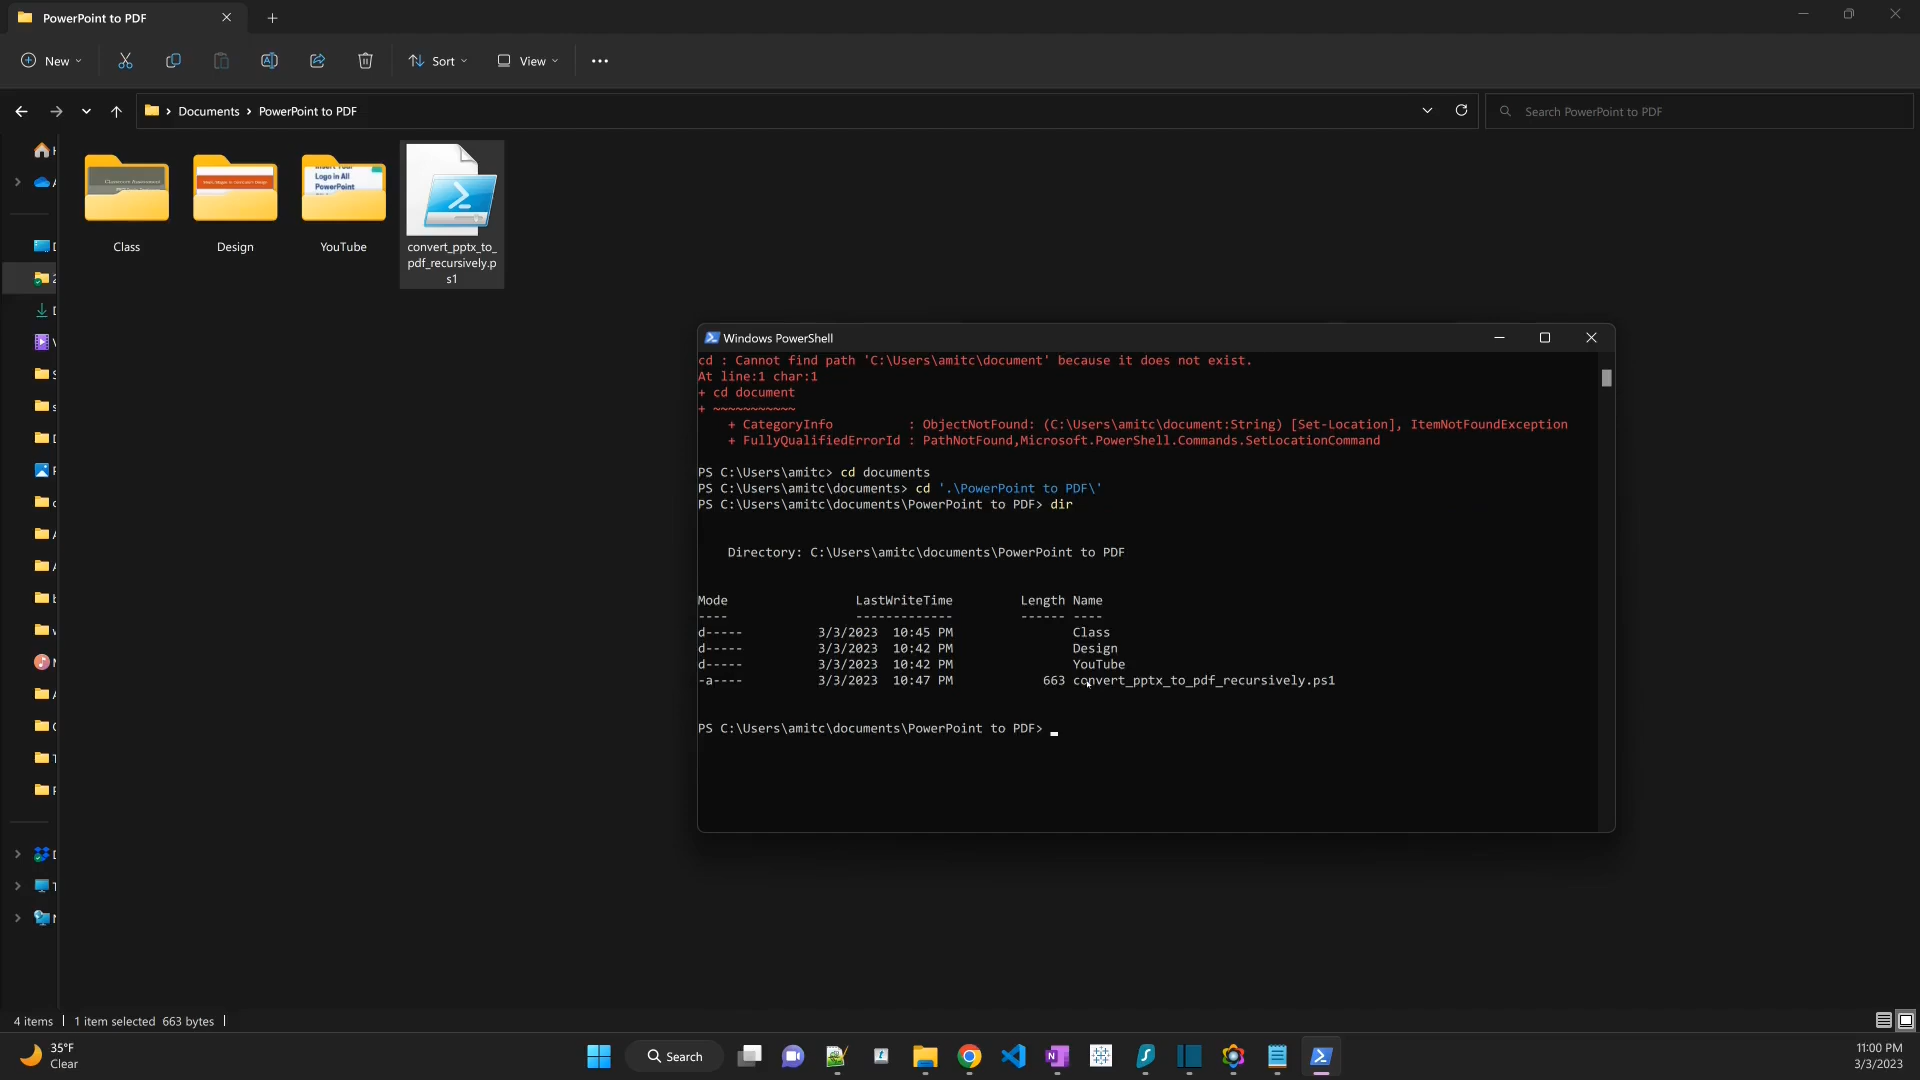 PowerPoint to PDF
New
Sort
View
Documents > PowerPoint to PDF
Search PowerPoint to PDF
Class
Design
Insert Your
Logo in All
PowerPoint
YouTube
convert_pptx_to_
pdf_recursively.p
s1
Windows PowerShell
cd : Cannot find path 'C:\Users\amitc\document' because it does not exist.
At line:1 char:1
+ cd document
+ ~~~~~~~~~~~
+ CategoryInfo : ObjectNotFound: (C:\Users\amitc\document:String) [Set-Location], ItemNotFoundException
+ FullyQualifiedErrorId : PathNotFound,Microsoft.PowerShell.Commands.SetLocationCommand
PS C:\Users\amitc> cd documents
PS C:\Users\amitc\documents> cd '.\PowerPoint to PDF\'
PS C:\Users\amitc\documents\PowerPoint to PDF> dir
Directory: C:\Users\amitc\documents\PowerPoint to PDF
Mode LastWriteTime Length Name
---- ------------- ------ ----
d----- 3/3/2023 10:45 PM Class
d----- 3/3/2023 10:42 PM Design
d----- 3/3/2023 10:42 PM YouTube
-a---- 3/3/2023 10:47 PM 663 convert_pptx_to_pdf_recursively.ps1
PS C:\Users\amitc\documents\PowerPoint to PDF>
4 items | 1 item selected 663 bytes |
35°F
Clear
Search
11:00 PM
3/3/2023